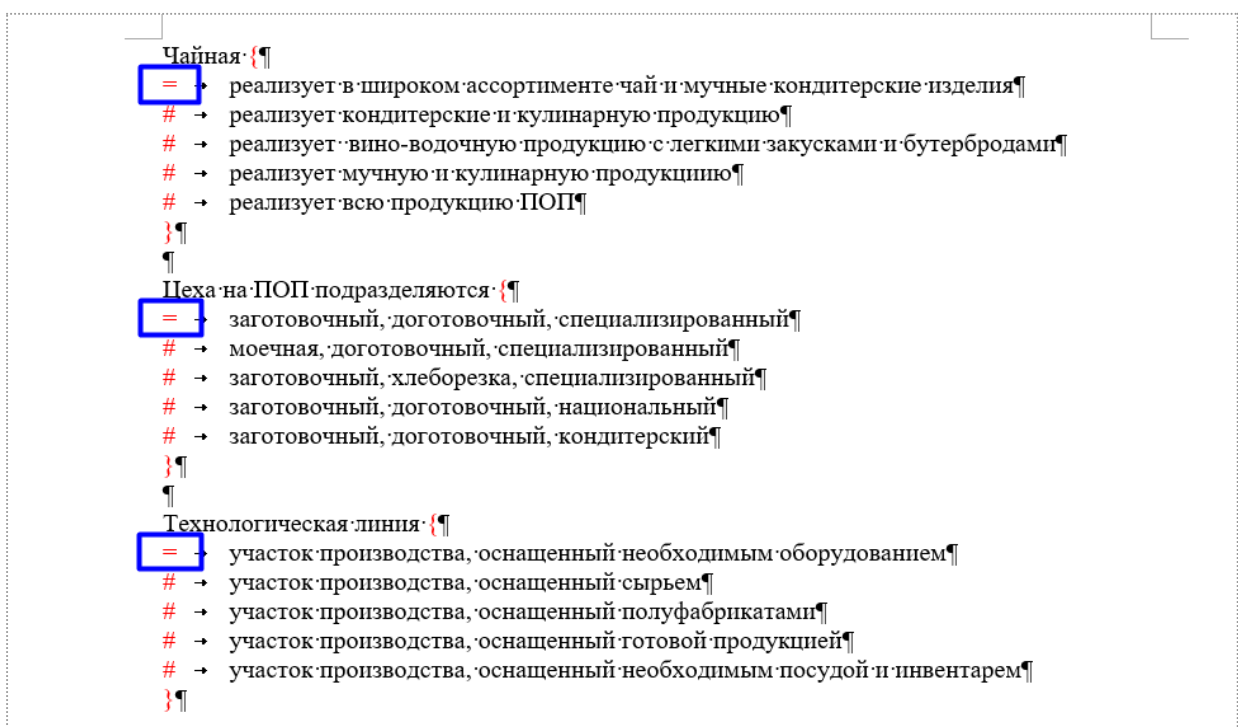 Чайная {¶
= → реализует в широком ассортименте чай и мучные кондитерские изделия¶
# → реализует кондитерские и кулинарную продукцию¶
# → реализует  вино-водочную продукцию с легкими закусками и бутербродами¶
# → реализует мучную и кулинарную продукциию¶
# → реализует всю продукцию ПОП¶
}¶
¶
Цеха на ПОП подразделяются {¶
= → заготовочный, доготовочный, специализированный¶
# → моечная, доготовочный, специализированный¶
# → заготовочный, хлеборезка, специализированный¶
# → заготовочный, доготовочный, национальный¶
# → заготовочный, доготовочный, кондитерский¶
}¶
¶
Технологическая линия {¶
= → участок производства, оснащенный необходимым оборудованием¶
# → участок производства, оснащенный сырьем¶
# → участок производства, оснащенный полуфабрикатами¶
# → участок производства, оснащенный готовой продукцией¶
# → участок производства, оснащенный необходимым посудой и инвентарем¶
}¶